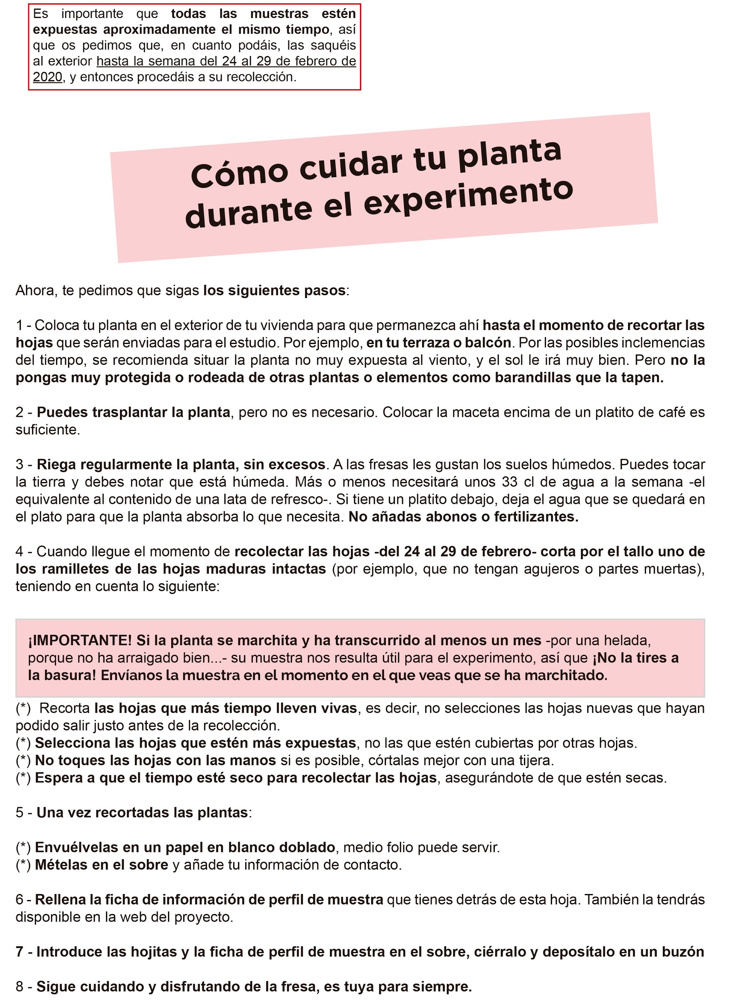 Es importante que todas las muestras estén
expuestas aproximadamente el mismo tiempo, así
que os pedimos que, en cuanto podáis, las saquéis
al exterior hasta la semana del 24 al 29 de febrero de
2020, y entonces procedáis a su recolección.
Cómo cuidar tu planta
durante el experimento
Ahora, te pedimos que sigas los siguientes pasos:
1 - Coloca tu planta en el exterior de tu vivienda para que permanezca ahí hasta el momento de recortar las
hojas que serán enviadas para el estudio. Por ejemplo, en tu terraza o balcón. Por las posibles inclemencias
del tiempo, se recomienda situar la planta no muy expuesta al viento, y el sol le irá muy bien. Pero no la
pongas muy protegida o rodeada de otras plantas o elementos como barandillas que la tapen.
2 - Puedes trasplantar la planta, pero no es necesario. Colocar la maceta encima de un platito de café es
suficiente.
3 - Riega regularmente la planta, sin excesos. A las fresas les gustan los suelos húmedos. Puedes tocar
la tierra y debes notar que está húmeda. Más o menos necesitará unos 33 cl de agua a la semana -el
equivalente al contenido de una lata de refresco-. Si tiene un platito debajo, deja el agua que se quedará en
el plato para que la planta absorba lo que necesita. No añadas abonos o fertilizantes.
4 - Cuando llegue el momento de recolectar las hojas -del 24 al 29 de febrero- corta por el tallo uno de
los ramilletes de las hojas maduras intactas (por ejemplo, que no tengan agujeros o partes muertas),
teniendo en cuenta lo siguiente:
¡IMPORTANTE! Si la planta se marchita y ha transcurrido al menos un mes -por una helada,
porque no ha arraigado bien...- su muestra nos resulta útil para el experimento, así que ¡No la tires a
la basura! Envíanos la muestra en el momento en el que veas que se ha marchitado.
(*) Recorta las hojas que más tiempo lleven vivas, es decir, no selecciones las hojas nuevas que hayan
podido salir justo antes de la recolección.
(*) Selecciona las hojas que estén más expuestas, no las que estén cubiertas por otras hojas.
(*) No toques las hojas con las manos si es posible, córtalas mejor con una tijera.
(*) Espera a que el tiempo esté seco para recolectar las hojas, asegurándote de que estén secas.
5 - Una vez recortadas las plantas:
(*) Envuélvelas en un papel en blanco doblado, medio folio puede servir.
(*) Mételas en el sobre y añade tu información de contacto.
6 - Rellena la ficha de información de perfil de muestra que tienes detrás de esta hoja. También la tendrás
disponible en la web del proyecto.
7 - Introduce las hojitas y la ficha de perfil de muestra en el sobre, ciérralo y deposítalo en un buzón
8 - Sigue cuidando y disfrutando de la fresa, es tuya para siempre.